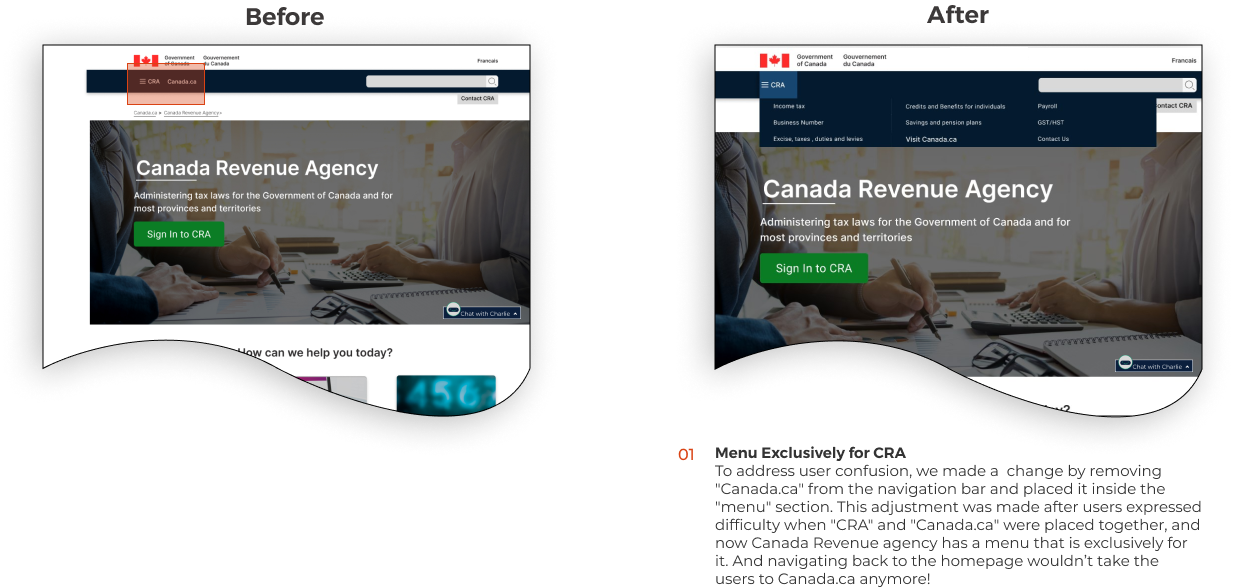 Before
Government of Canada
Gouvernement du Canada
Francais
CRA
Canada.ca
Contact CRA
Canada.ca > Canada Revenue Agency >
Canada Revenue Agency
Administering tax laws for the Government of Canada and for
most provinces and territories
Sign In to CRA
Chat with Charlie
How can we help you today?
456
After
Government of Canada
Gouvernement du Canada
Francais
CRA
ontact CRA
Income tax
Credits and Benefits for individuals
Payroll
Business Number
Savings and pension plans
GST/HST
Excise, taxes , duties and levies
Visit Canada.ca
Contact Us
Canada Revenue Agency
Administering tax laws for the Government of Canada and for
most provinces and territories
Sign In to CRA
Chat with Charlie
01 Menu Exclusively for CRA
To address user confusion, we made a  change by removing
"Canada.ca" from the navigation bar and placed it inside the
"menu" section. This adjustment was made after users expressed
difficulty when "CRA" and "Canada.ca" were placed together, and
now Canada Revenue agency has a menu that is exclusively for
it. And navigating back to the homepage wouldn’t take the
users to Canada.ca anymore!